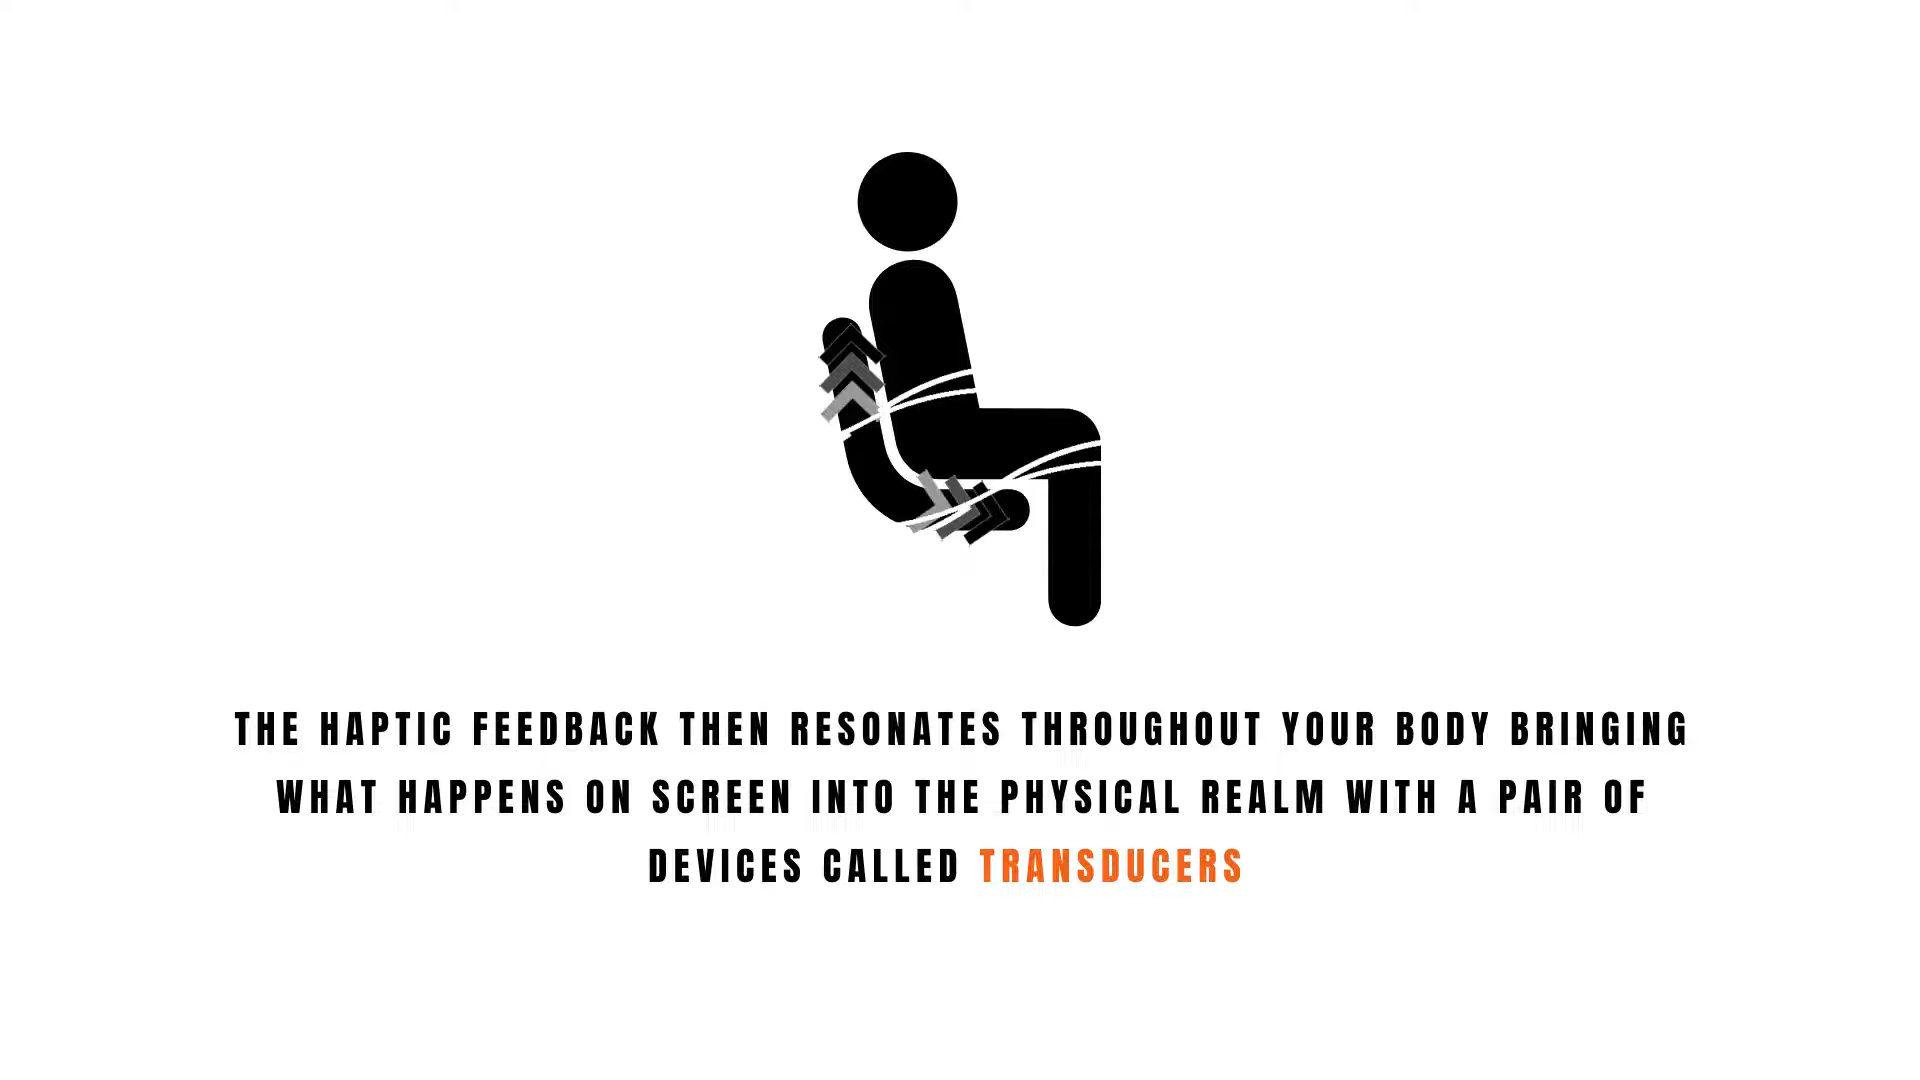 THE HAPTIC FEEDBACK THEN RESONATES THROUGHOUT YOUR BODY BRINGING
WHAT HAPPENS ON SCREEN INTO THE PHYSICAL REALM WITH A PAIR OF
DEVICES CALLED TRANSDUCERS